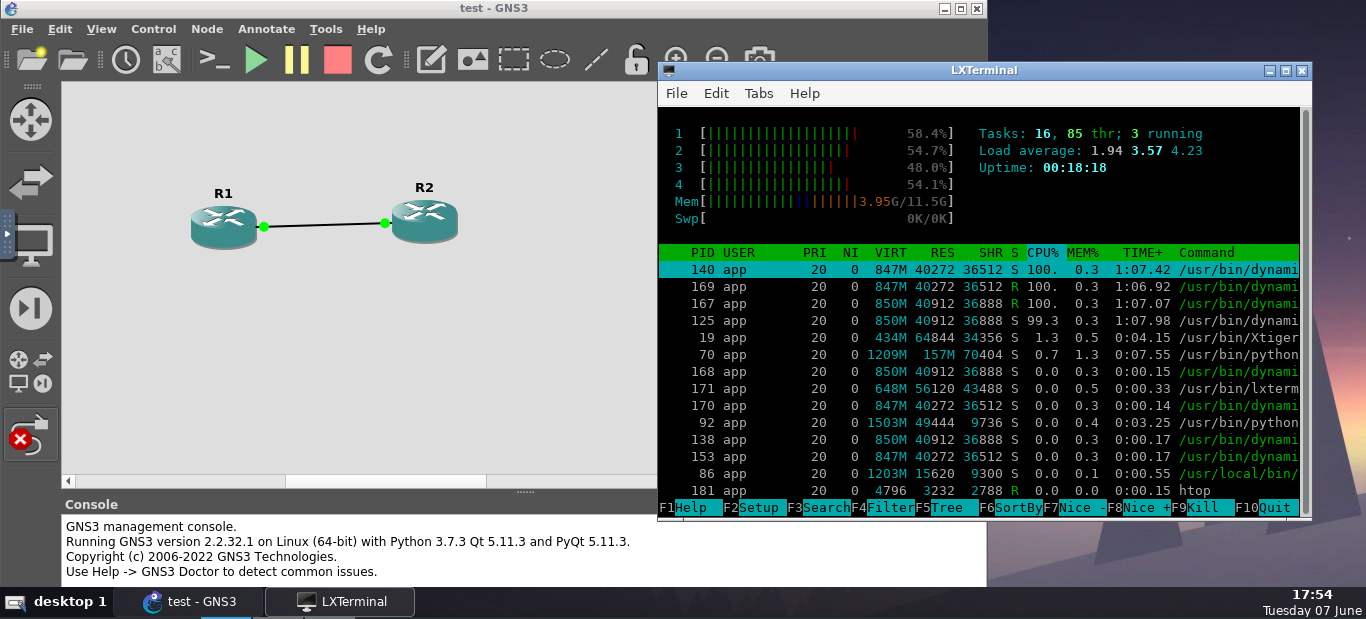 test - GNS3
File Edit View Control Node Annotate Tools Help
a b c
R1
R2
Console
GNS3 management console.
Running GNS3 version 2.2.32.1 on Linux (64-bit) with Python 3.7.3 Qt 5.11.3 and PyQt 5.11.3.
Copyright (c) 2006-2022 GNS3 Technologies.
Use Help -> GNS3 Doctor to detect common issues.
LXTerminal
File Edit Tabs Help
1 [||||||||||||||||||| 58.4%] Tasks: 16, 85 thr; 3 running
2 [|||||||||||||||||| 54.7%] Load average: 1.94 3.57 4.23
3 [|||||||||||||||| 48.0%] Uptime: 00:18:18
4 [|||||||||||||||||| 54.1%]
Mem[|||||||||||||||||||3.95G/11.5G]
Swp[ 0K/0K]
PID USER PRI NI VIRT RES SHR S CPU% MEM% TIME+ Command
140 app 20 0 847M 40272 36512 S 100. 0.3 1:07.42 /usr/bin/dynami
169 app 20 0 847M 40272 36512 R 100. 0.3 1:06.92 /usr/bin/dynami
167 app 20 0 850M 40912 36888 R 100. 0.3 1:07.07 /usr/bin/dynami
125 app 20 0 850M 40912 36888 S 99.3 0.3 1:07.98 /usr/bin/dynami
19 app 20 0 434M 64844 34356 S 1.3 0.5 0:04.15 /usr/bin/Xtiger
70 app 20 0 1209M 157M 70404 S 0.7 1.3 0:07.55 /usr/bin/python
168 app 20 0 850M 40912 36888 S 0.0 0.3 0:00.15 /usr/bin/dynami
171 app 20 0 648M 56120 43488 S 0.0 0.5 0:00.33 /usr/bin/lxterm
170 app 20 0 847M 40272 36512 S 0.0 0.3 0:00.14 /usr/bin/dynami
92 app 20 0 1503M 49444 9736 S 0.0 0.4 0:03.25 /usr/bin/python
138 app 20 0 850M 40912 36888 S 0.0 0.3 0:00.17 /usr/bin/dynami
153 app 20 0 847M 40272 36512 S 0.0 0.3 0:00.17 /usr/bin/dynami
86 app 20 0 1203M 15620 9300 S 0.0 0.1 0:00.55 /usr/local/bin/
181 app 20 0 4796 3232 2788 R 0.0 0.0 0:00.15 htop
F1Help F2Setup F3SearchF4FilterF5Tree F6SortByF7Nice -F8Nice +F9Kill F10Quit
desktop 1 test - GNS3 LXTerminal 17:54
Tuesday 07 June